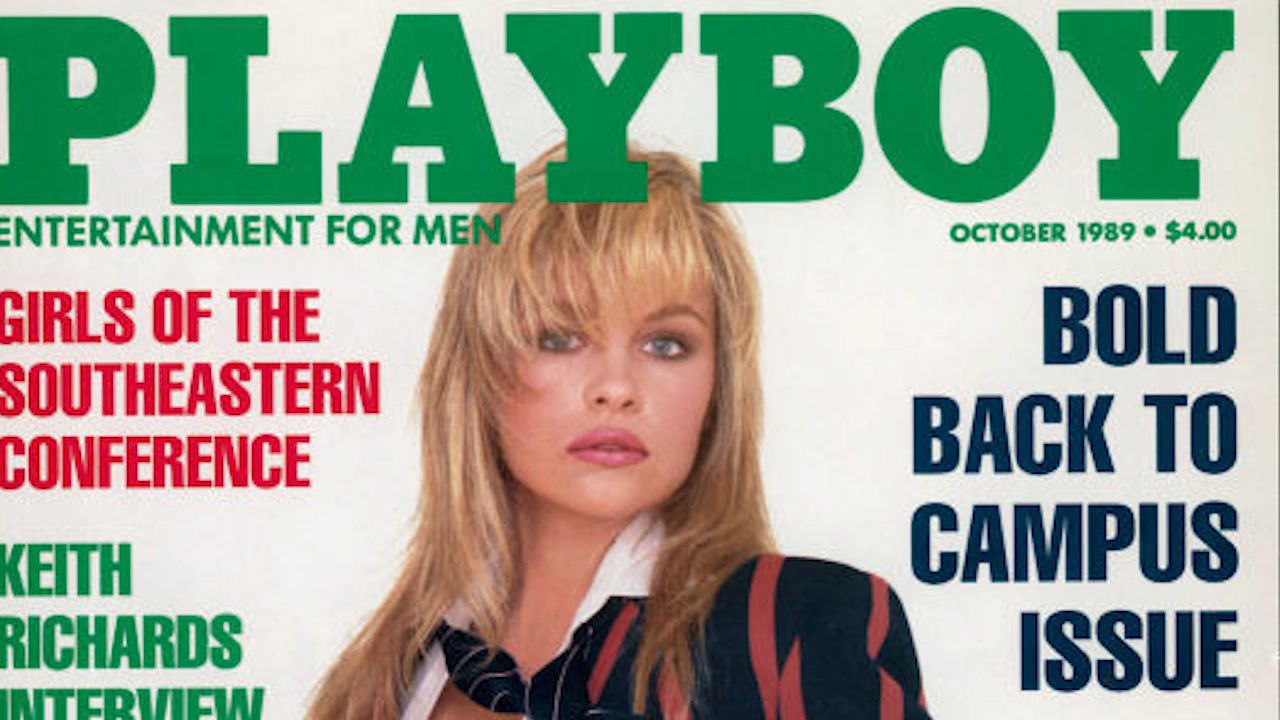 PLAYBOY
ENTERTAINMENT FOR MEN
OCTOBER 1989 • $4.00
GIRLS OF THE
SOUTHEASTERN
CONFERENCE
KEITH
RICHARDS
INTERVIEW
BOLD
BACK TO
CAMPUS
ISSUE